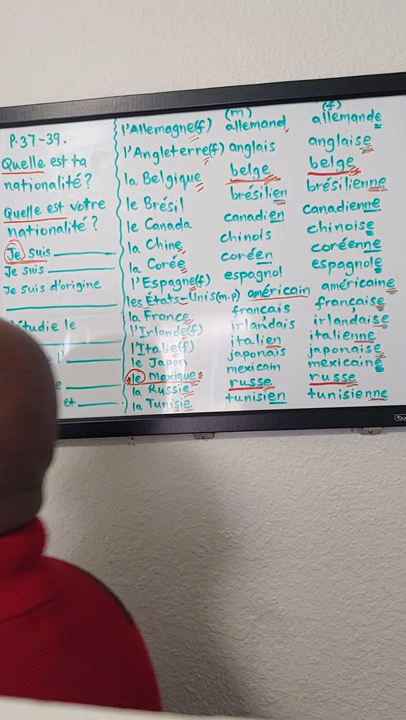 P.37-39.
Quelle est ta
nationalité?
Quelle est votre
nationalité?
Je suis
Je suis
Je suis d'origine
étudie le
l'
et
(m) (f)
l'Allemagne(f) allemand allemande
l'Angleterre(f) anglais anglaise
la Belgique belge belge
le Brésil brésilien brésilienne
le Canada canadien canadienne
la Chine chinois chinoise
la Corée coréen coréenne
l'Espagne(f) espagnol espagnole
les États-Unis(m.p) américain américaine
la France français française
l'Irlande(f) irlandais irlandaise
l'Italie(f) italien italienne
le Japon japonais japonaise
le Mexique mexicain mexicaine
la Russie russe russe
la Tunisie tunisien tunisienne